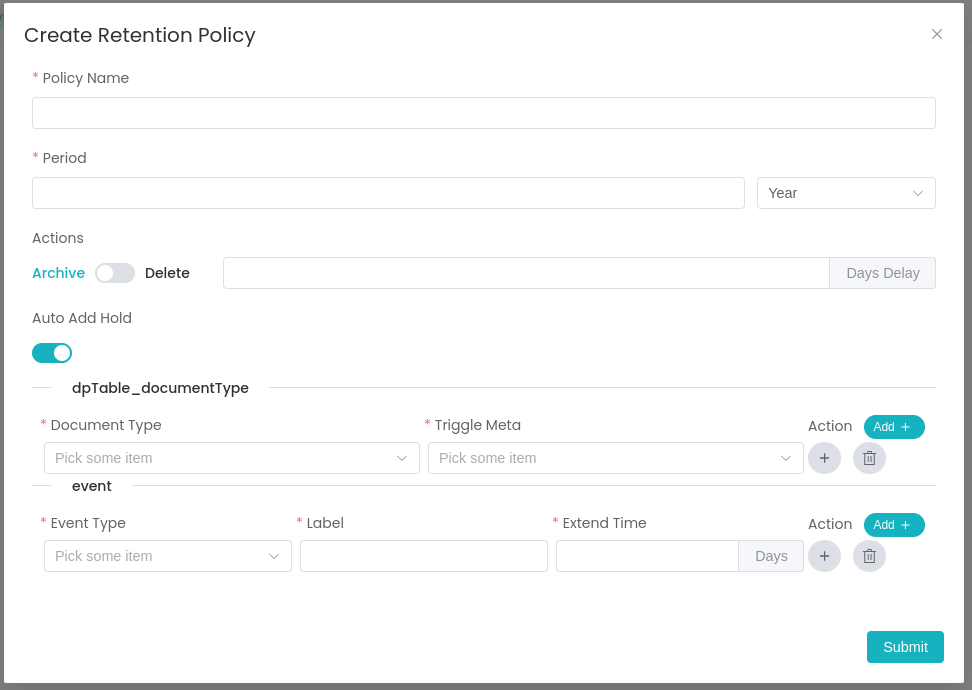 Create Retention Policy
* Policy Name
* Period
Year
Actions
Archive Delete Days Delay
Auto Add Hold
dpTable_documentType
* Document Type * Triggle Meta Action Add +
Pick some item Pick some item +
event
* Event Type * Label * Extend Time Action Add +
Pick some item Days +
Submit